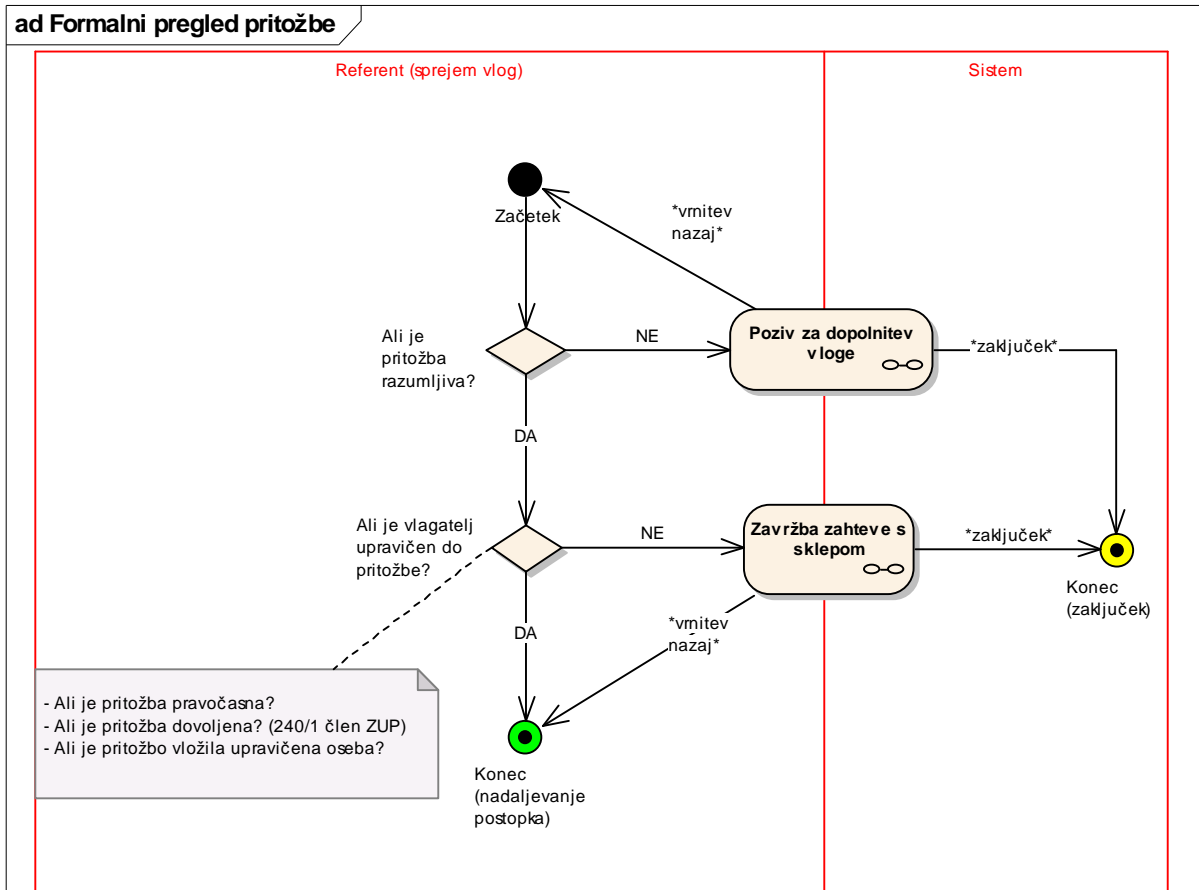 ad Formalni pregled pritožbe
Referent (sprejem vlog)
Sistem
Začetek
*vrnitev
nazaj*
Ali je
pritožba
razumljiva?
NE
Poziv za dopolnitev
vloge
*zaključek*
DA
Ali je vlagatelj
upravičen do
pritožbe?
NE
Zavržba zahteve s
sklepom
*zaključek*
Konec
(zaključek)
DA
*vrnitev
nazaj*
- Ali je pritožba pravočasna?
- Ali je pritožba dovoljena? (240/1 člen ZUP)
- Ali je pritožbo vložila upravičena oseba?
Konec
(nadaljevanje
postopka)